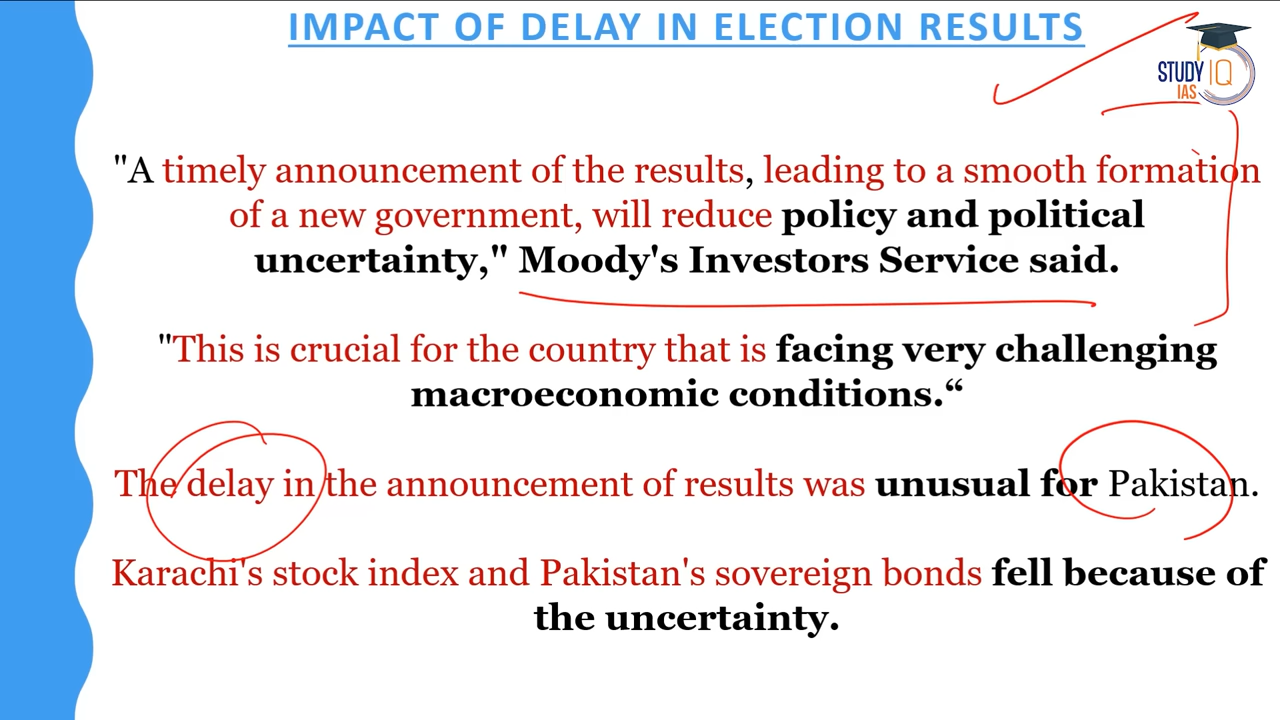 IMPACT OF DELAY IN ELECTION RESULTS
STUDY IQ
IAS
"A timely announcement of the results, leading to a smooth formation
of a new government, will reduce policy and political
uncertainty," Moody's Investors Service said.
"This is crucial for the country that is facing very challenging
macroeconomic conditions.“
The delay in the announcement of results was unusual for Pakistan.
Karachi's stock index and Pakistan's sovereign bonds fell because of
the uncertainty.